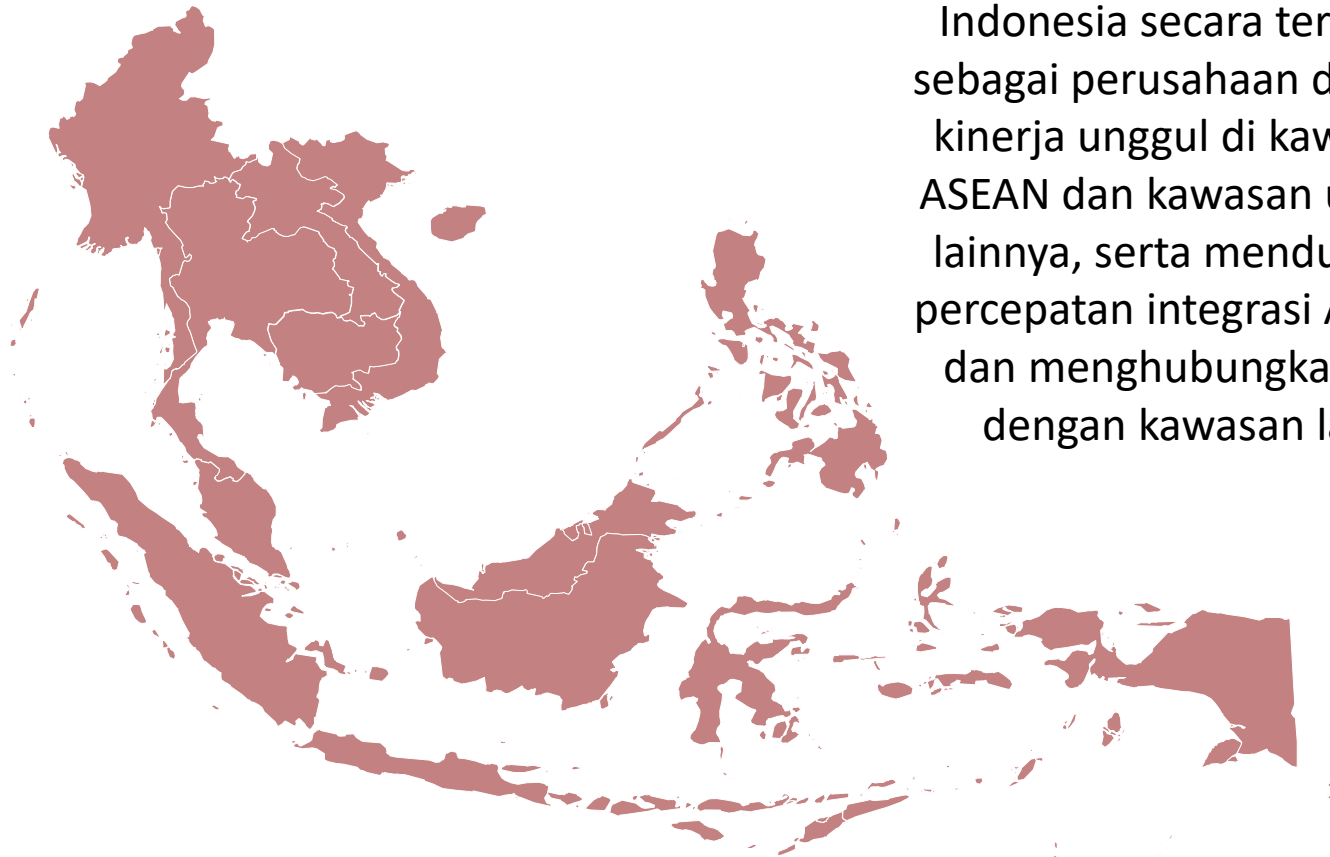 Indonesia secara ter
sebagai perusahaan d
kinerja unggul di kaw
ASEAN dan kawasan u
lainnya, serta mendu
percepatan integrasi A
dan menghubungka
dengan kawasan la